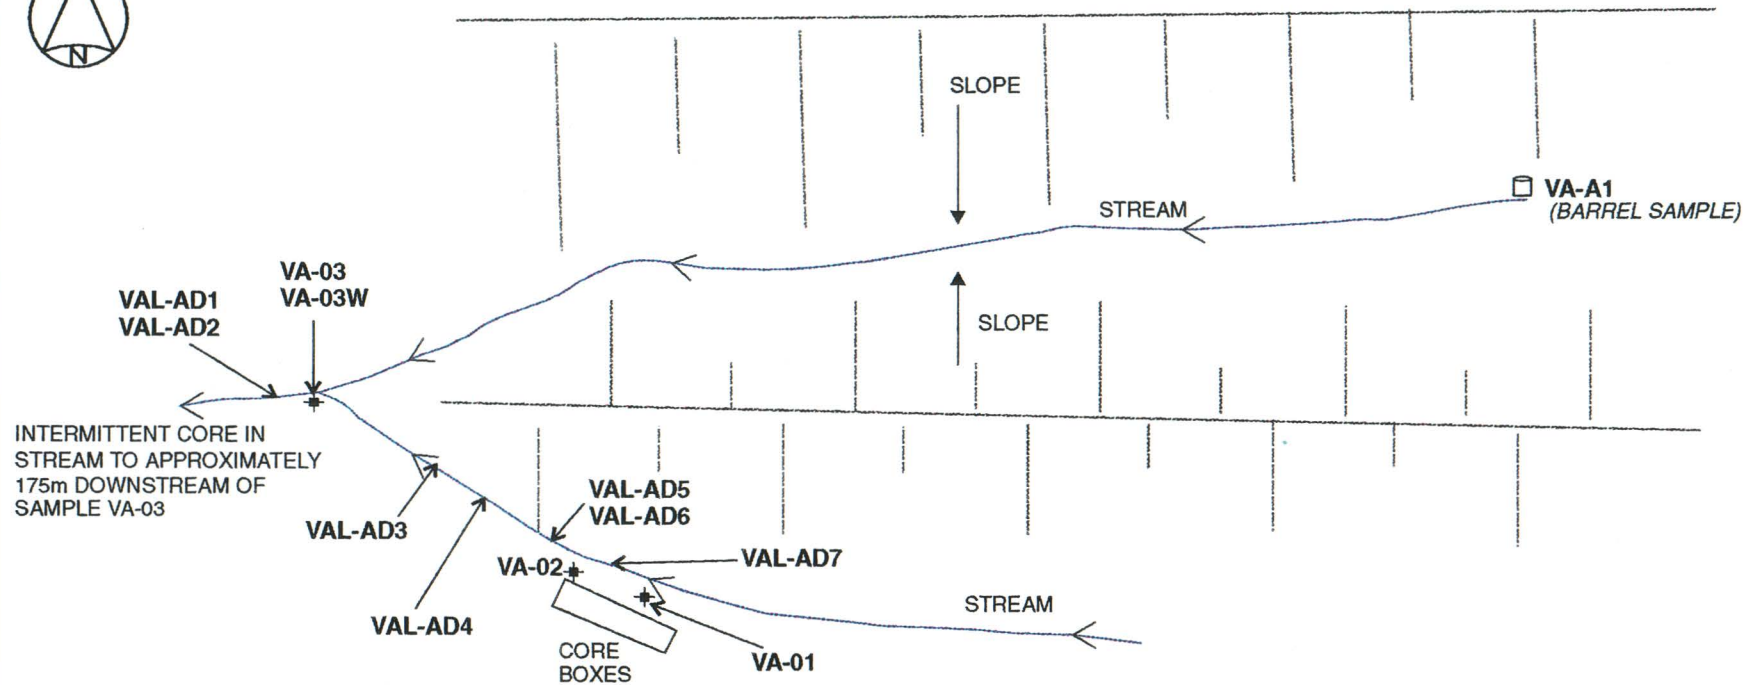 N
SLOPE
STREAM
VA-A1
(BARREL SAMPLE)
VA-03
VA-03W
VAL-AD1
VAL-AD2
SLOPE
INTERMITTENT CORE IN
STREAM TO APPROXIMATELY
175m DOWNSTREAM OF
SAMPLE VA-03
VAL-AD3
VAL-AD5
VAL-AD6
VA-02
VAL-AD7
VAL-AD4
STREAM
CORE
BOXES
VA-01